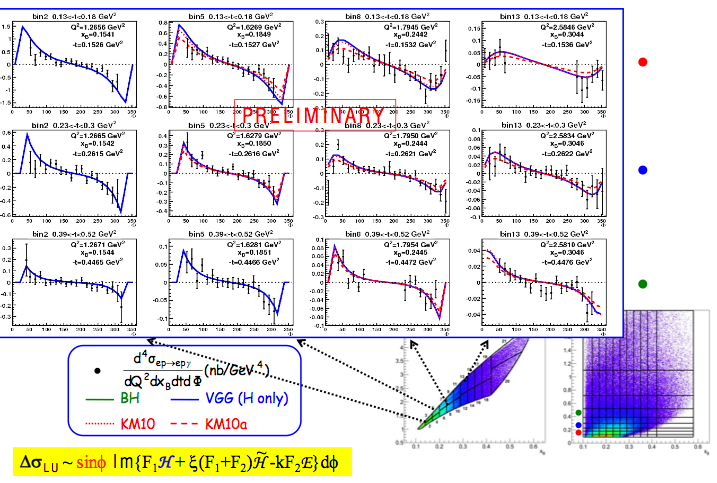 bin2 0.13<-t<0.18 GeV²
Q²=1.2656 GeV²
x_B=0.1541
-t=0.1526 GeV²
bin5 0.13<-t<0.18 GeV²
Q²=1.6269 GeV²
x_B=0.1849
-t=0.1527 GeV²
bin8 0.13<-t<0.18 GeV²
Q²=1.7945 GeV²
x_B=0.2442
-t=0.1532 GeV²
bin13 0.13<-t<0.18 GeV²
Q²=2.5846 GeV²
x_B=0.3044
-t=0.1536 GeV²
PRELIMINARY
bin2 0.23<-t<0.3 GeV²
Q²=1.2665 GeV²
x_B=0.1542
-t=0.2615 GeV²
bin5 0.23<-t<0.3 GeV²
Q²=1.6279 GeV²
x_B=0.1850
-t=0.2616 GeV²
bin8 0.23<-t<0.3 GeV²
Q²=1.7950 GeV²
x_B=0.2444
-t=0.2621 GeV²
bin13 0.23<-t<0.3 GeV²
Q²=2.5834 GeV²
x_B=0.3046
-t=0.2622 GeV²
bin2 0.39<-t<0.52 GeV²
Q²=1.2671 GeV²
x_B=0.1544
-t=0.4465 GeV²
bin5 0.39<-t<0.52 GeV²
Q²=1.6281 GeV²
x_B=0.1851
-t=0.4466 GeV²
bin8 0.39<-t<0.52 GeV²
Q²=1.7954 GeV²
x_B=0.2445
-t=0.4472 GeV²
bin13 0.39<-t<0.52 GeV²
Q²=2.5810 GeV²
x_B=0.3046
-t=0.4476 GeV²
0 50 100 150 200 250 300 350 Φ
d⁴σ_ep→epγ / dQ²dx_Bdtd Φ (nb/GeV⁴)
BH VGG (H only)
KM10 KM10a
Δσ_LU ~ sinϕ Im{F₁ℋ + ξ(F₁+F₂)ℋ̃ -kF₂ℰ}dϕ